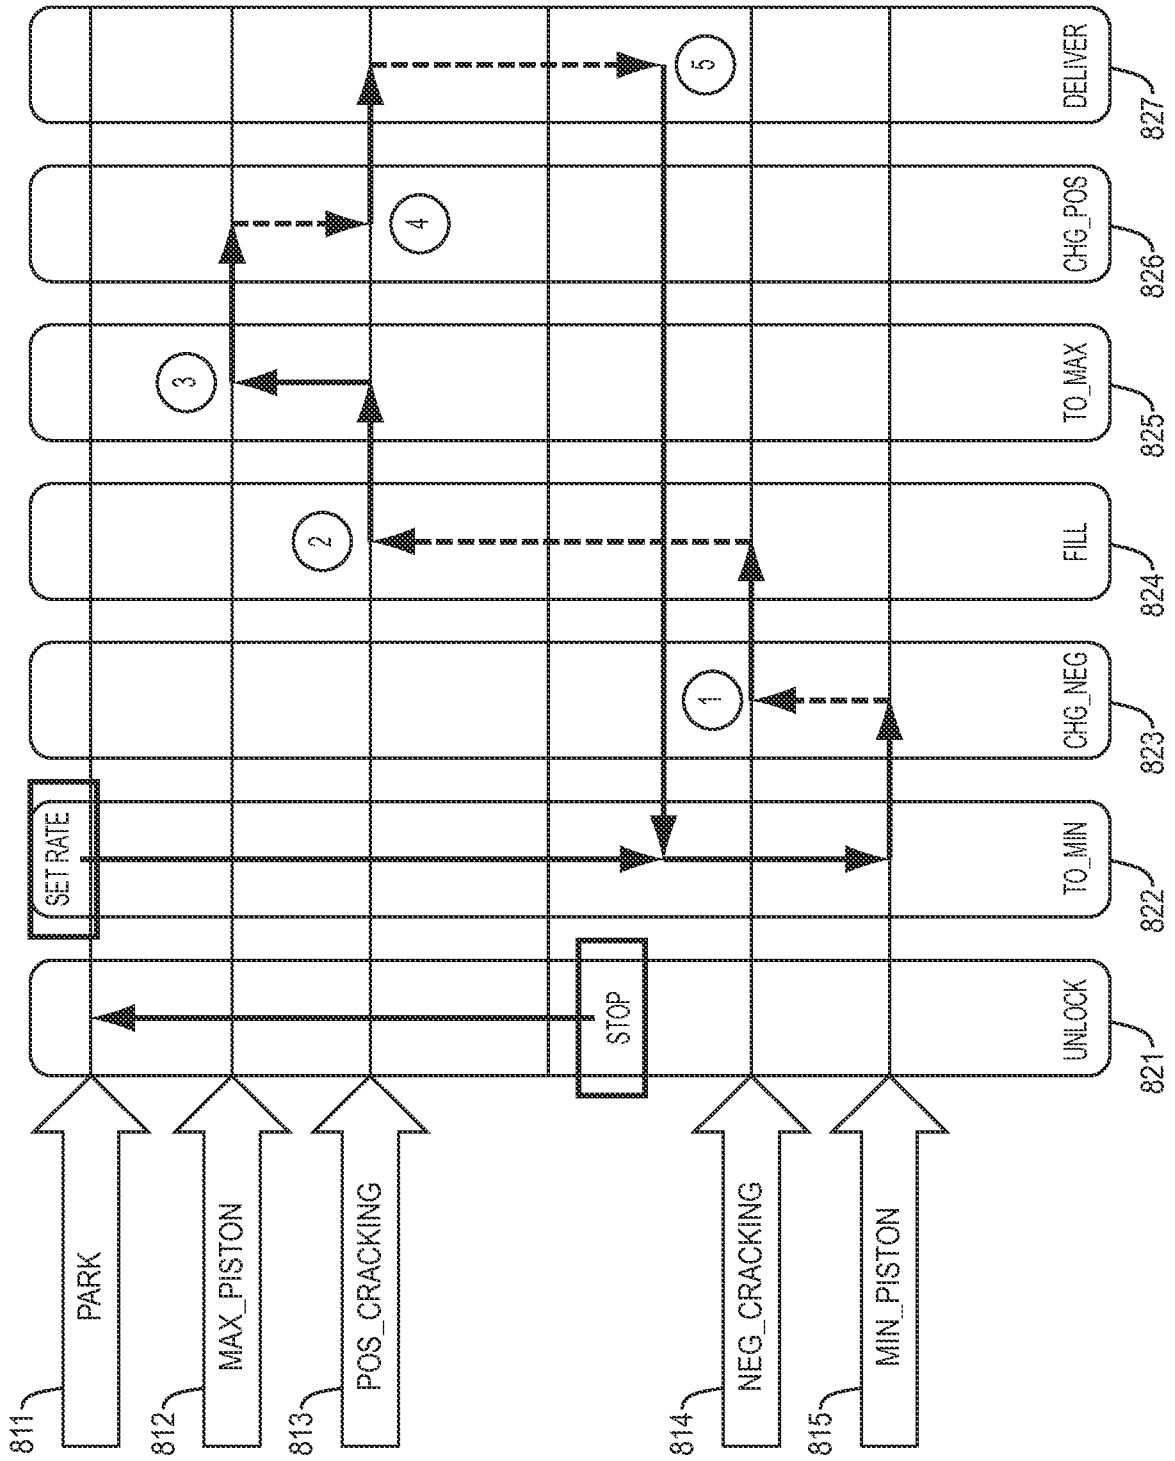 811
PARK
812
MAX_PISTON
813
POS_CRACKING
814
NEG_CRACKING
815
MIN_PISTON
STOP
UNLOCK
821
SET RATE
TO_MIN
822
1
CHG_NEG
823
2
FILL
824
3
TO_MAX
825
4
CHG_POS
826
5
DELIVER
827